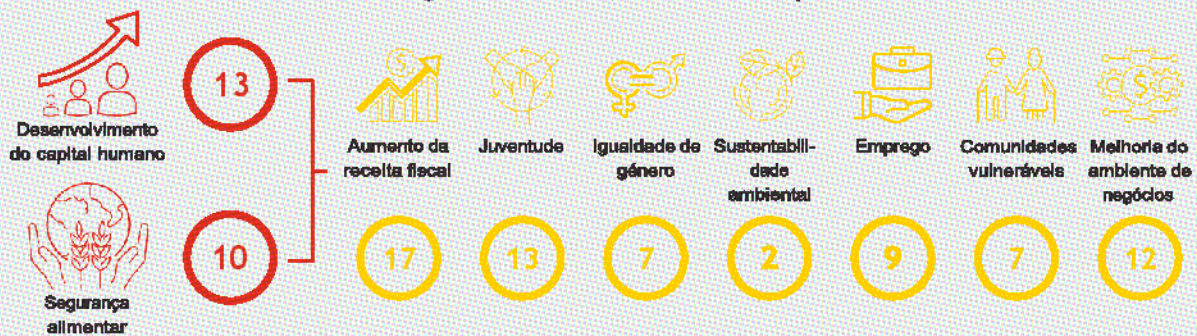 13
Desenvolvimento
do capital humano
10
Segurança
alimentar
$
Aumento da
receita fiscal
17
Juventude
13
Igualdade de
género
7
Sustentabili-
dade
ambiental
2
Emprego
9
Comunidades
vulneráveis
7
$
Melhoria do
ambiente de
negócios
12